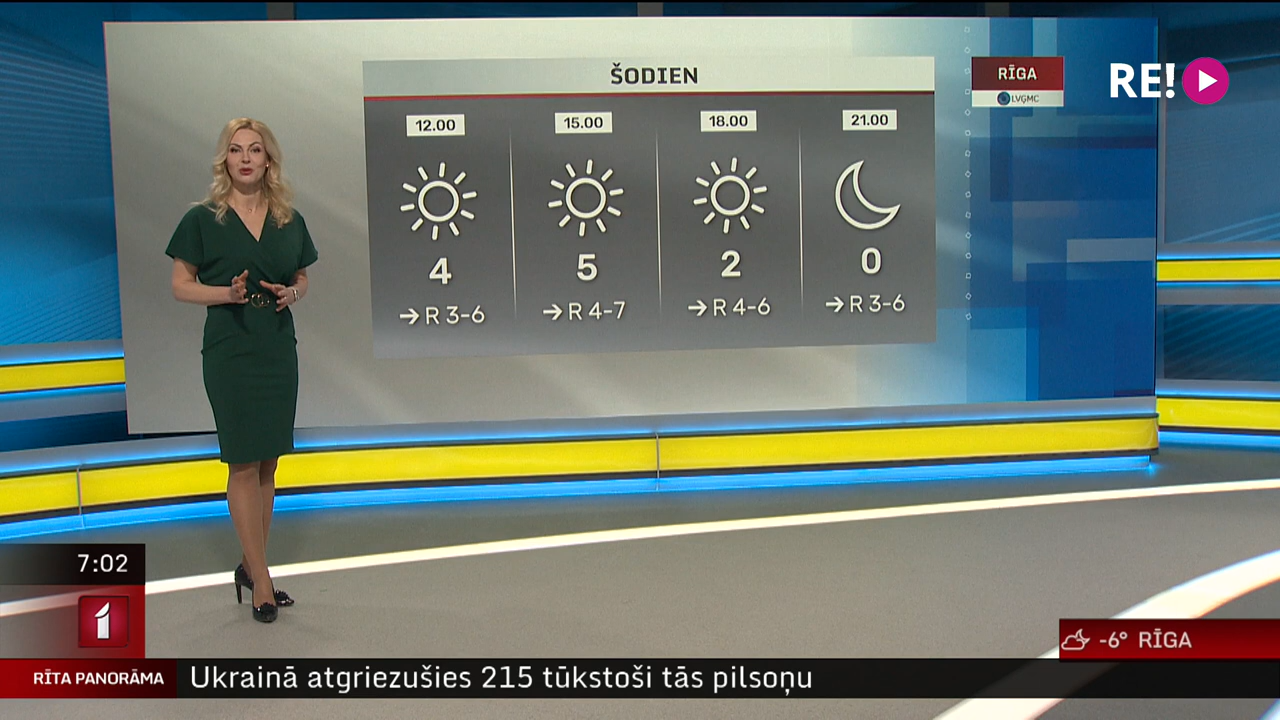 ŠODIEN
RĪGA
LVĢMC
RE!
12.00
15.00
18.00
21.00
4
5
2
0
→ R 3-6
→ R 4-7
→ R 4-6
→ R 3-6
7:02
1
-6° RĪGA
RĪTA PANORĀMA
Ukrainā atgriezušies 215 tūkstoši tās pilsoņu